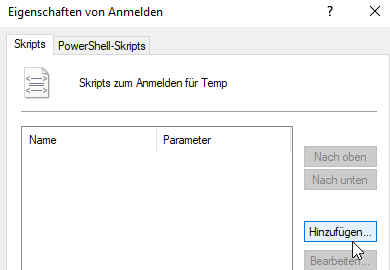 Eigenschaften von Anmelden
Skripts
PowerShell-Skripts
Skripts zum Anmelden für Temp
Name
Parameter
Nach oben
Nach unten
Hinzufügen...
Bearbeiten...